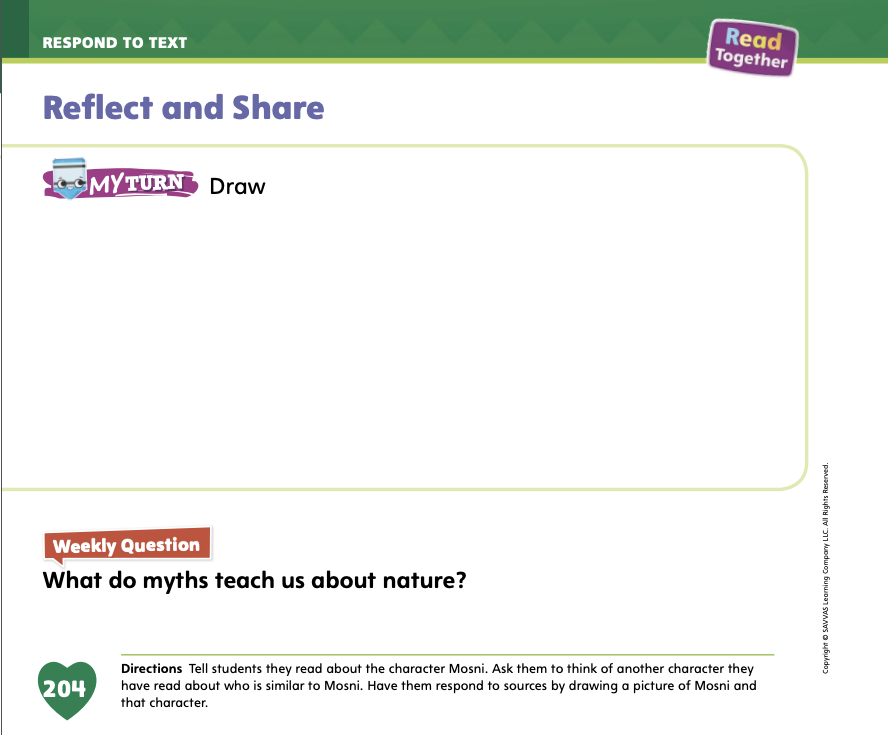 RESPOND TO TEXT
Read
Together
Reflect and Share
MY TURN Draw
Weekly Question
What do myths teach us about nature?
Directions Tell students they read about the character Mosni. Ask them to think of another character they
have read about who is similar to Mosni. Have them respond to sources by drawing a picture of Mosni and
that character.
204
Copyright © SAVVAS Learning Company LLC. All Rights Reserved.